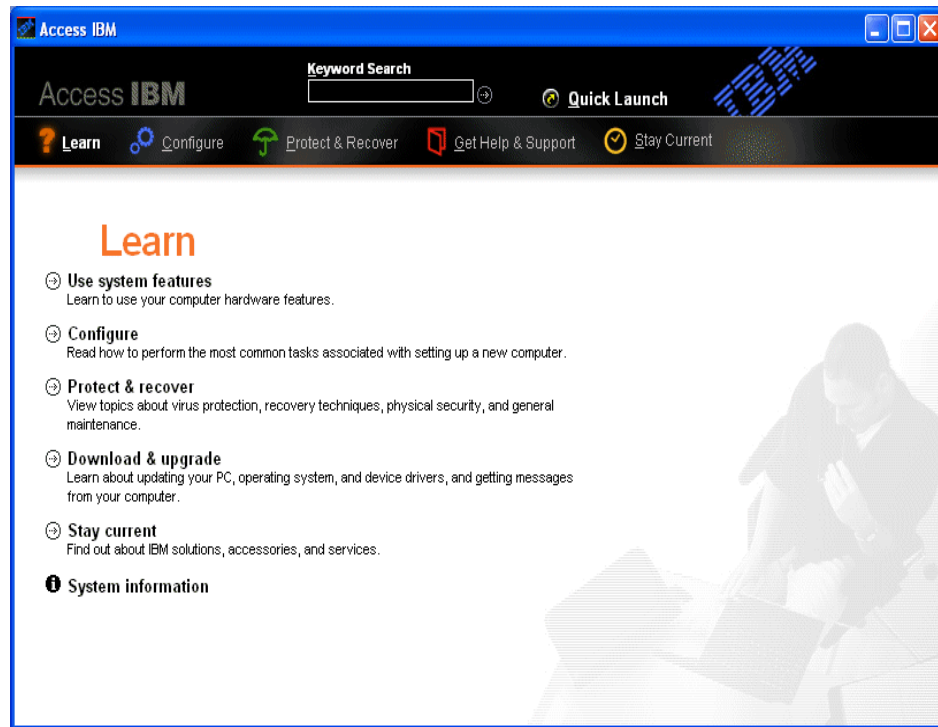 Access IBM
Keyword Search
Access IBM
Quick Launch
IBM
? Learn
Configure
Protect & Recover
Get Help & Support
Stay Current
Learn
Use system features
Learn to use your computer hardware features.
Configure
Read how to perform the most common tasks associated with setting up a new computer.
Protect & recover
View topics about virus protection, recovery techniques, physical security, and general
maintenance.
Download & upgrade
Learn about updating your PC, operating system, and device drivers, and getting messages
from your computer.
Stay current
Find out about IBM solutions, accessories, and services.
System information